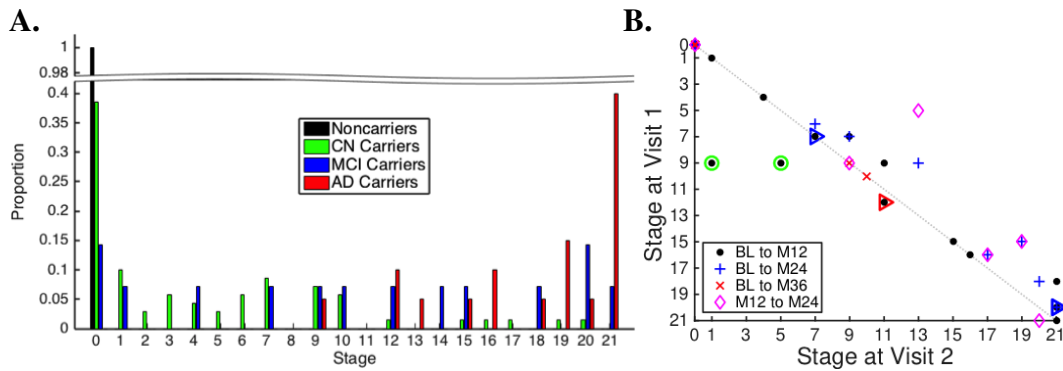 A.
1
0.98
0.4
0.35
0.3
0.25
0.2
0.15
0.1
0.05
0
Proportion
Noncarriers
CN Carriers
MCI Carriers
AD Carriers
0 1 2 3 4 5 6 7 8 9 10 11 12 13 14 15 16 17 18 19 20 21
Stage
B.
0
1
5
7
9
11
13
15
17
19
21
Stage at Visit 1
BL to M12
BL to M24
BL to M36
M12 to M24
0 1 5 7 9 11 13 15 17 19 21
Stage at Visit 2